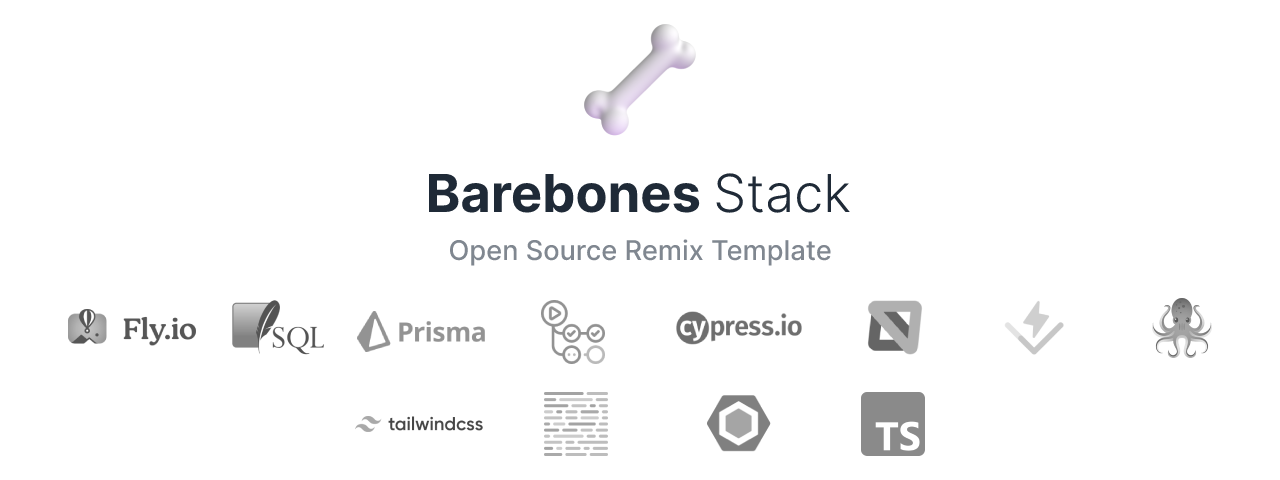 Barebones Stack
Open Source Remix Template
Fly.io SQL Prisma cypress.io
tailwindcss TS